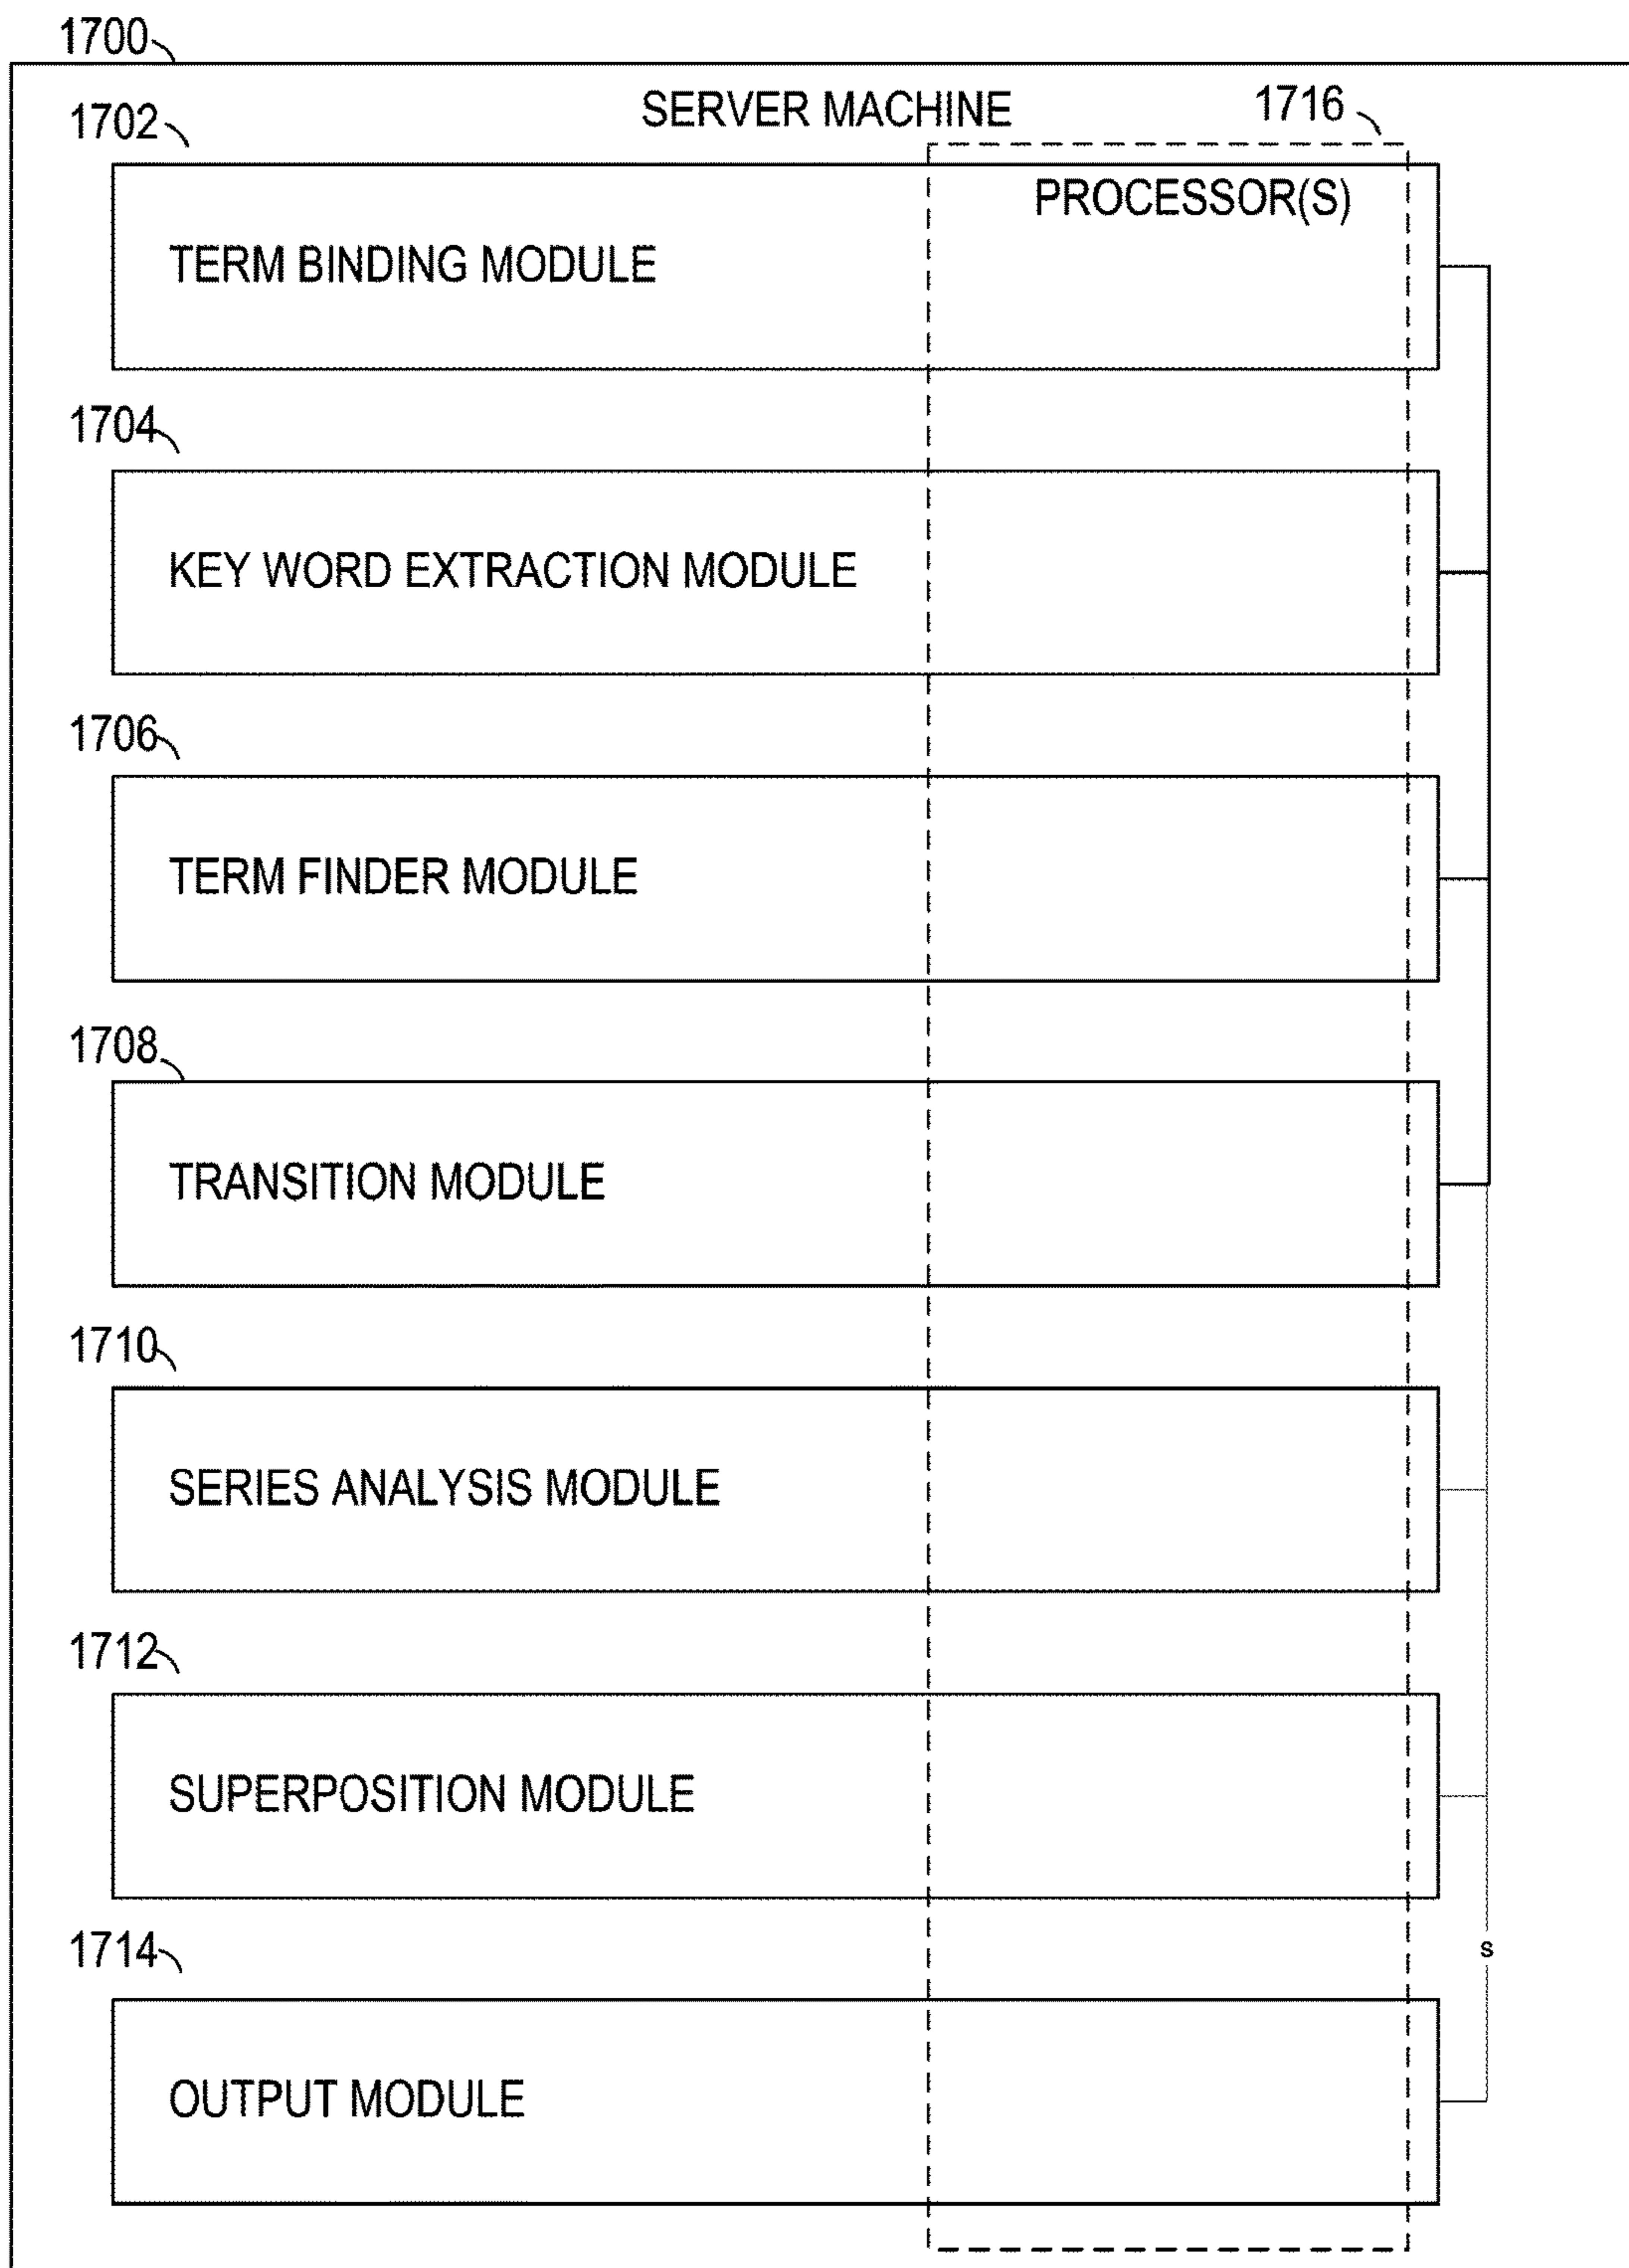 1700
SERVER MACHINE
1716
1702
PROCESSOR(S)
TERM BINDING MODULE
1704
KEY WORD EXTRACTION MODULE
1706
TERM FINDER MODULE
1708
TRANSITION MODULE
1710
SERIES ANALYSIS MODULE
1712
SUPERPOSITION MODULE
1714
s
OUTPUT MODULE